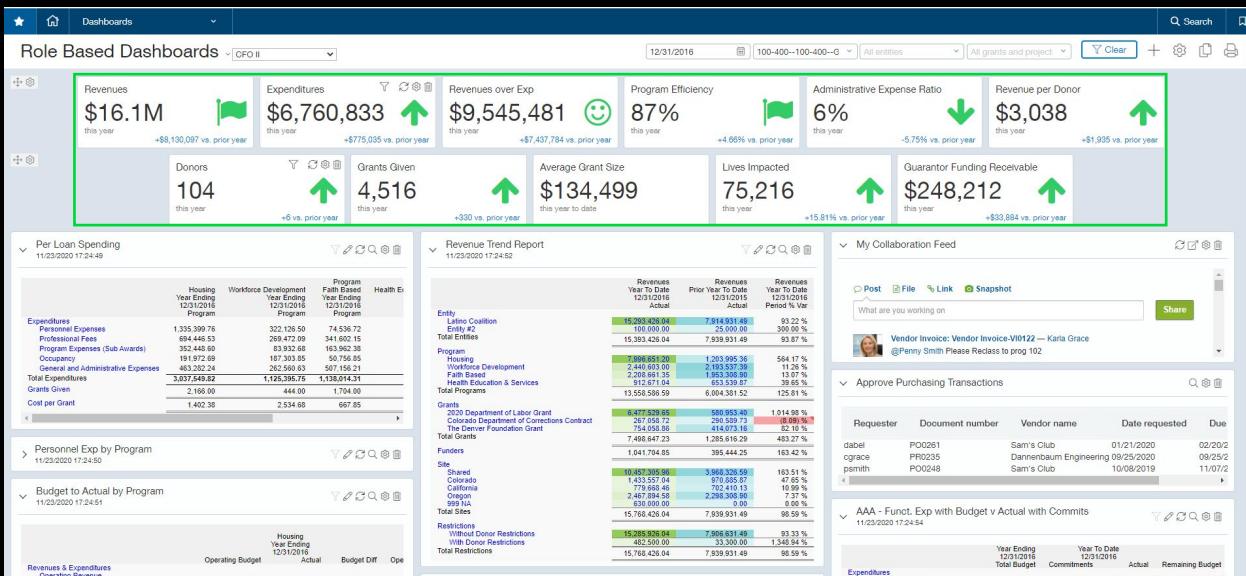 Dashboards
Search
Role Based Dashboards
CFO II
12/31/2016
100-400--100-400--G
All entities
All grants and project
Clear
Revenues
$16.1M
this year
+$8,130,097 vs. prior year
Expenditures
$6,760,833
this year
+$775,035 vs. prior year
Revenues over Exp
$9,545,481
this year
+$7,437,784 vs. prior year
Program Efficiency
87%
this year
+4.66% vs. prior year
Administrative Expense Ratio
6%
this year
-5.75% vs. prior year
Revenue per Donor
$3,038
this year
+$1,935 vs. prior year
Donors
104
this year
+6 vs. prior year
Grants Given
4,516
this year
+330 vs. prior year
Average Grant Size
$134,499
this year to date
Lives Impacted
75,216
this year
+15.81% vs. prior year
Guarantor Funding Receivable
$248,212
this year
+$33,884 vs. prior year
Per Loan Spending
11/23/2020 17:24:49
Program
Housing Workforce Development Faith Based Health E
Year Ending Year Ending Year Ending
12/31/2016 12/31/2016 12/31/2016
Program Program Program
Expenditures
Personnel Expenses 1,335,399.76 322,126.50 74,536.72
Professional Fees 694,446.53 269,472.09 341,602.15
Program Expenses (Sub Awards) 352,448.60 83,932.68 163,962.38
Occupancy 191,972.69 187,303.85 50,756.85
General and Administrative Expenses 463,282.24 262,560.63 507,156.21
Total Expenditures 3,037,549.82 1,125,395.75 1,138,014.31
Grants Given 2,166.00 444.00 1,704.00
Cost per Grant 1,402.38 2,534.68 667.85
Personnel Exp by Program
11/23/2020 17:24:50
Budget to Actual by Program
11/23/2020 17:24:51
Housing
Year Ending
12/31/2016
Operating Budget Actual Budget Diff Ope
Revenues & Expenditures
Operating Revenue
Revenue Trend Report
11/23/2020 17:24:52
Revenues Revenues Revenues
Year To Date Prior Year To Date Year To Date
12/31/2016 12/31/2015 12/31/2016
Actual Actual Period % Var
Entity
Latino Coalition 15,293,426.04 7,914,931.49 93.22 %
Entity #2 100,000.00 25,000.00 300.00 %
Total Entities 15,393,426.04 7,939,931.49 93.87 %
Program
Housing 7,996,651.20 1,203,995.36 564.17 %
Workforce Development 2,440,603.00 2,193,537.39 11.26 %
Faith Based 2,208,661.35 1,953,308.90 13.07 %
Health Education & Services 912,671.04 653,539.87 39.65 %
Total Programs 13,558,586.59 6,004,381.52 125.81 %
Grants
2020 Department of Labor Grant 6,477,529.65 580,953.40 1,014.98 %
Colorado Department of Corrections Contract 267,058.72 290,589.73 (8.09) %
The Denver Foundation Grant 754,058.86 414,073.16 82.10 %
Total Grants 7,498,647.23 1,285,616.29 483.27 %
Funders 1,041,704.85 395,444.25 163.42 %
Site
Shared 10,457,305.96 3,968,326.59 163.51 %
Colorado 1,433,557.04 970,885.87 47.65 %
California 779,668.46 702,410.13 10.99 %
Oregon 2,467,894.58 2,298,308.90 7.37 %
999 NA 630,000.00 0.00 0.00 %
Total Sites 15,768,426.04 7,939,931.49 98.59 %
Restrictions
Without Donor Restrictions 15,285,926.04 7,906,631.49 93.33 %
With Donor Restrictions 482,500.00 33,300.00 1,348.94 %
Total Restrictions 15,768,426.04 7,939,931.49 98.59 %
My Collaboration Feed
Post File Link Snapshot
What are you working on
Share
Vendor Invoice: Vendor Invoice-VI0122 — Karla Grace
@Penny Smith Please Reclass to prog 102
Approve Purchasing Transactions
Requester Document number Vendor name Date requested Due
dabel PO0261 Sam's Club 01/21/2020 02/20/2
cgrace PR0235 Dannenbaum Engineering 09/25/2020 09/25/2
psmith PO0248 Sam's Club 10/08/2019 11/07/2
AAA - Funct. Exp with Budget v Actual with Commits
11/23/2020 17:24:54
Year Ending Year To Date
12/31/2016 12/31/2016
Total Budget Commitments Actual Remaining Budget
Expenditures